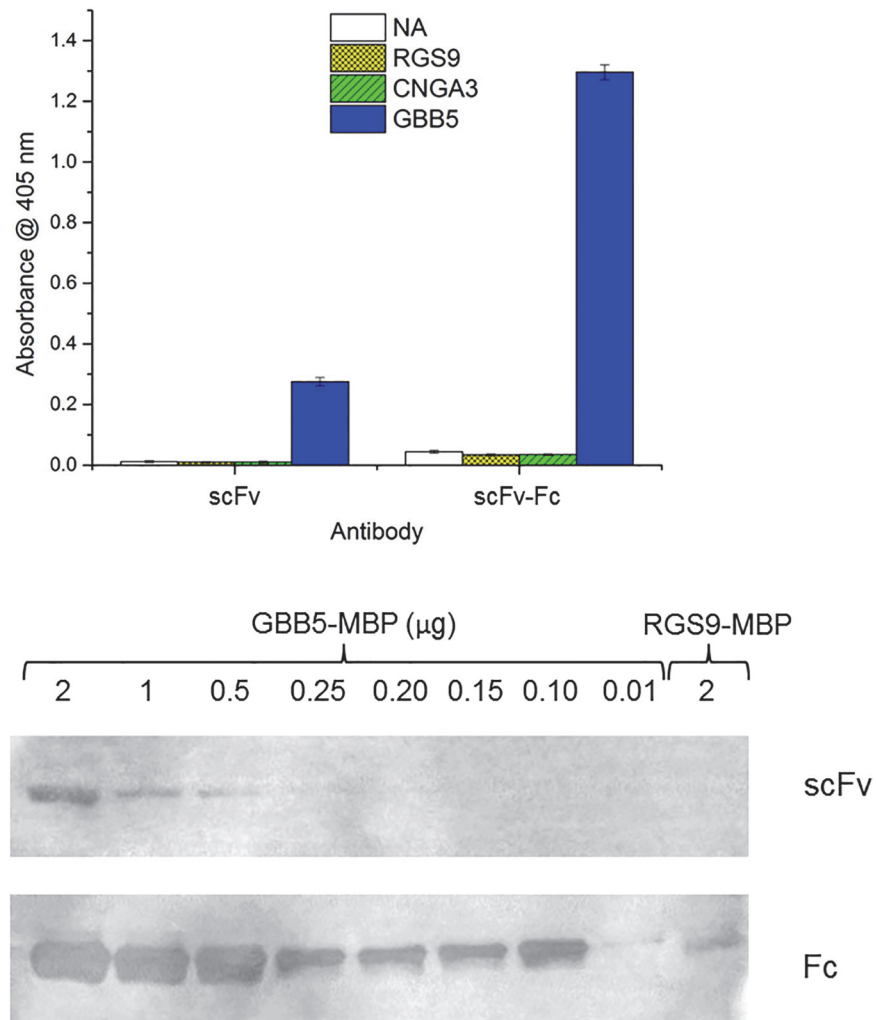 NA
RGS9
CNGA3
GBB5
Absorbance @ 405 nm
1.4
1.2
1.0
0.8
0.6
0.4
0.2
0.0
scFv scFv-Fc
Antibody
GBB5-MBP (µg) RGS9-MBP
2 1 0.5 0.25 0.20 0.15 0.10 0.01 2
scFv
Fc